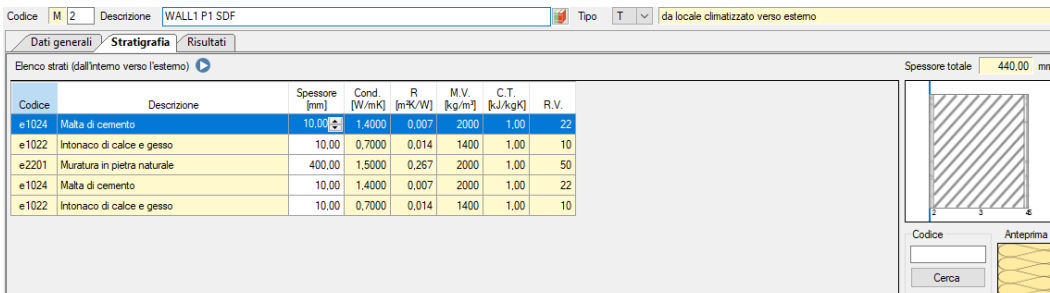 Codice M 2 Descrizione WALL1 P1 SDF Tipo T da locale climatizzato verso esterno
Dati generali Stratigrafia Risultati
Elenco strati (dall'interno verso l'esterno) Spessore totale 440,00 mm
Codice Descrizione Spessore [mm] Cond. [W/mK] R [m²K/W] M.V. [kg/m³] C.T. [kJ/kgK] R.V.
e1024 Malta di cemento 10,00 1,4000 0,007 2000 1,00 22
e1022 Intonaco di calce e gesso 10,00 0,7000 0,014 1400 1,00 10
e2201 Muratura in pietra naturale 400,00 1,5000 0,267 2000 1,00 50
e1024 Malta di cemento 10,00 1,4000 0,007 2000 1,00 22
e1022 Intonaco di calce e gesso 10,00 0,7000 0,014 1400 1,00 10
2 3
Codice Anteprima
Cerca